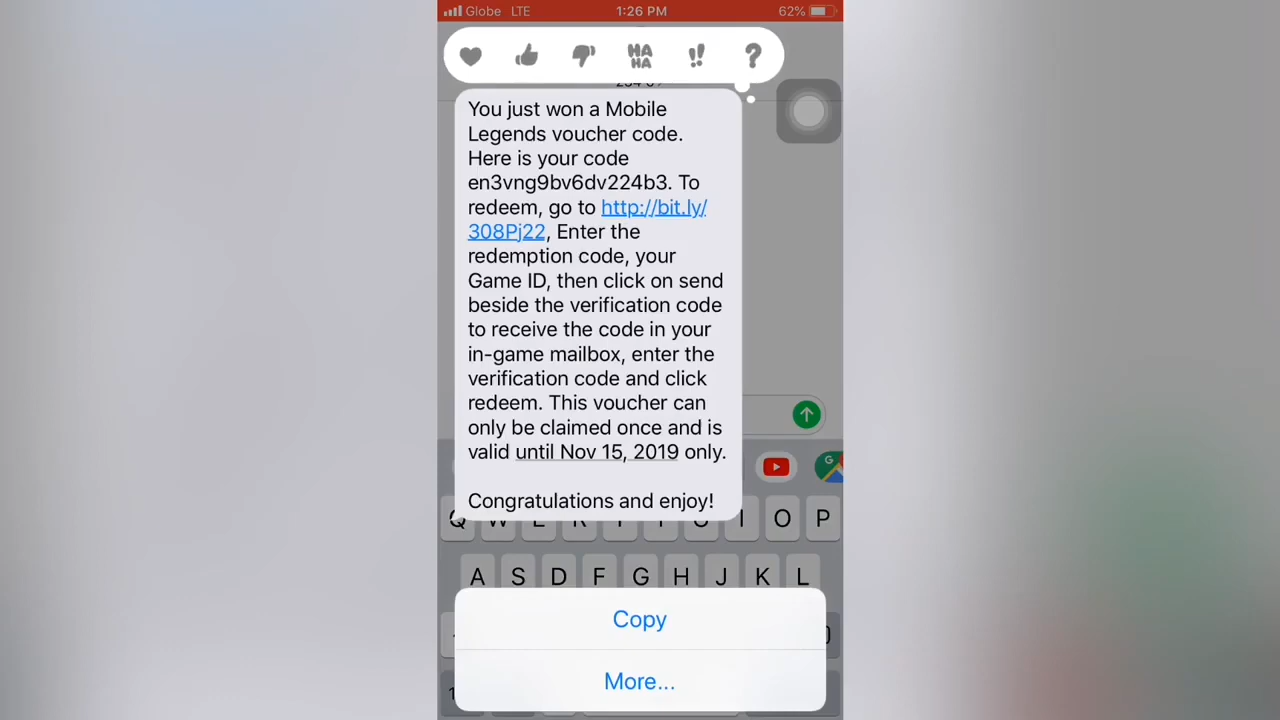 Globe LTE 1:26 PM 62%
HA
HA
You just won a Mobile
Legends voucher code.
Here is your code
en3vng9bv6dv224b3. To
redeem, go to http://bit.ly/
308Pj22, Enter the
redemption code, your
Game ID, then click on send
beside the verification code
to receive the code in your
in-game mailbox, enter the
verification code and click
redeem. This voucher can
only be claimed once and is
valid until Nov 15, 2019 only.
Congratulations and enjoy!
G
Q W E R T Y U I O P
A S D F G H J K L
Copy
More...